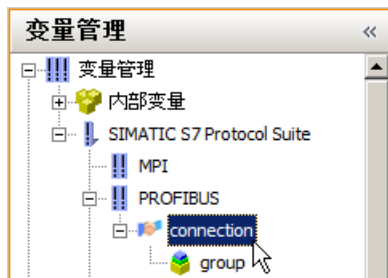 变量管理 «
变量管理
内部变量
SIMATIC S7 Protocol Suite
MPI
PROFIBUS
connection
group